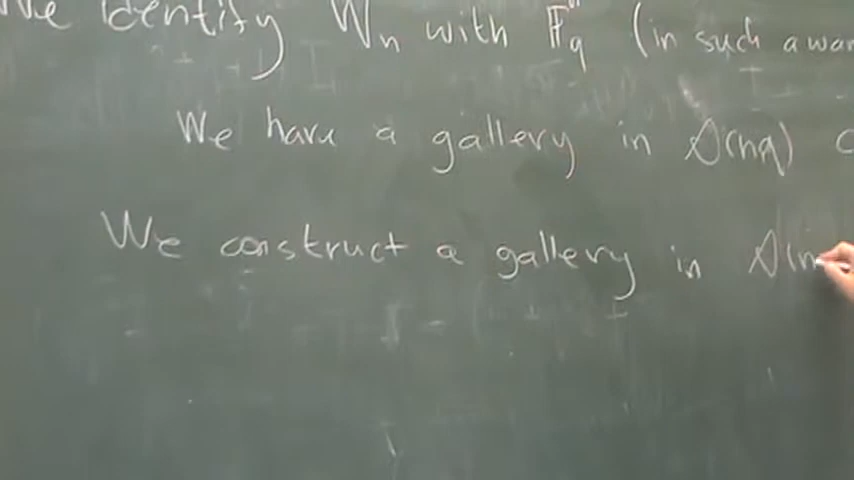 We identify Wn with 𝔽q^n (in such a way
We have a gallery in Δ(nq)
We construct a gallery in Δ(n